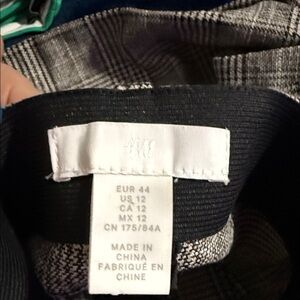 H&M
EUR 44
US 12
CA 12
MX 12
CN 175/84A
MADE IN
CHINA
FABRIQUÉ EN
CHINE